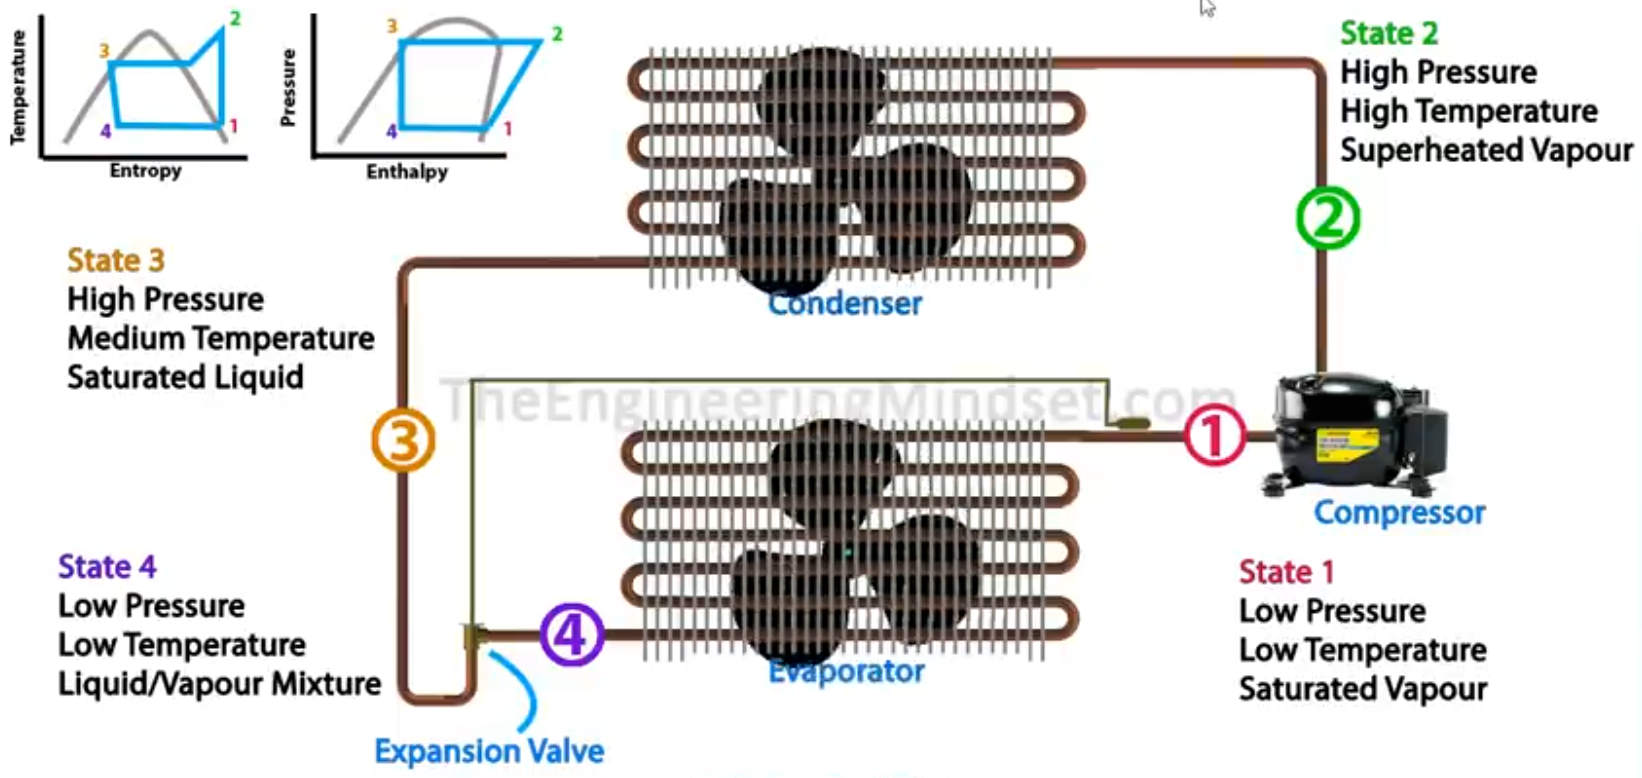 Temperature
3
2
4
1
Entropy
Pressure
3
2
4
1
Enthalpy
State 2
High Pressure
High Temperature
Superheated Vapour
2
State 3
High Pressure
Medium Temperature
Saturated Liquid
Condenser
TheEngineeringMindset.com
3
1
Compressor
State 4
Low Pressure
Low Temperature
Liquid/Vapour Mixture
4
Evaporator
State 1
Low Pressure
Low Temperature
Saturated Vapour
Expansion Valve